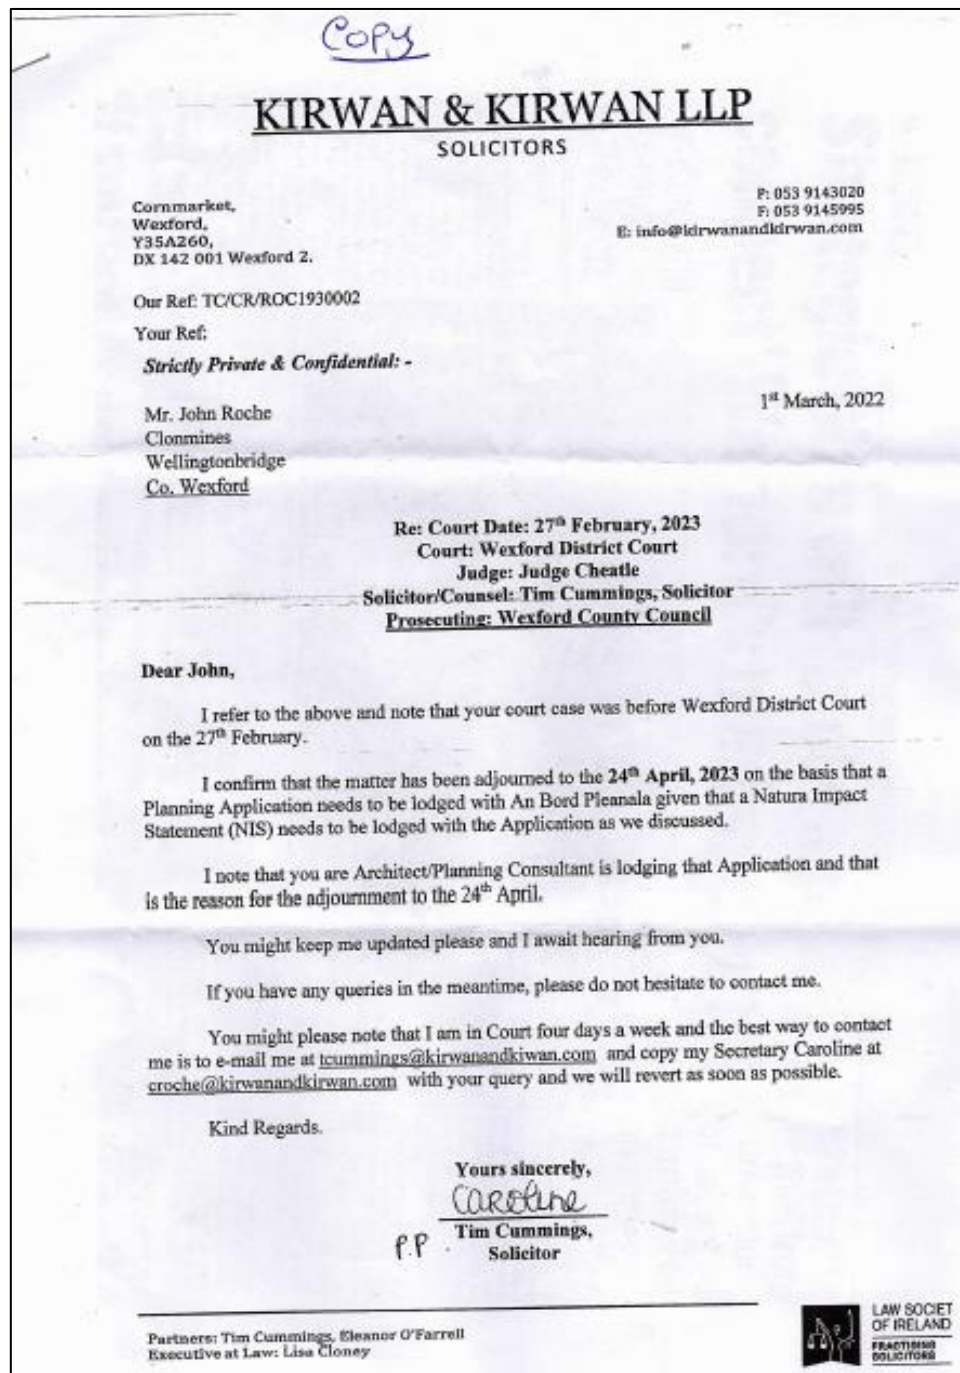 Copy
KIRWAN & KIRWAN LLP
SOLICITORS
Cornmarket,
Wexford,
Y35A260,
DX 142 001 Wexford 2.
P: 053 9143020
F: 053 9145995
E: info@kirwanandkirwan.com
Our Ref: TC/CR/ROC1930002
Your Ref:
Strictly Private & Confidential: -
1st March, 2022
Mr. John Roche
Clonmines
Wellingtonbridge
Co. Wexford
Re: Court Date: 27th February, 2023
Court: Wexford District Court
Judge: Judge Cheatle
Solicitor/Counsel: Tim Cummings, Solicitor
Prosecuting: Wexford County Council
Dear John,
I refer to the above and note that your court case was before Wexford District Court
on the 27th February.
I confirm that the matter has been adjourned to the 24th April, 2023 on the basis that a
Planning Application needs to be lodged with An Bord Pleanala given that a Natura Impact
Statement (NIS) needs to be lodged with the Application as we discussed.
I note that you are Architect/Planning Consultant is lodging that Application and that
is the reason for the adjournment to the 24th April.
You might keep me updated please and I await hearing from you.
If you have any queries in the meantime, please do not hesitate to contact me.
You might please note that I am in Court four days a week and the best way to contact
me is to e-mail me at tcummings@kirwanandkiwan.com and copy my Secretary Caroline at
croche@kirwanandkirwan.com with your query and we will revert as soon as possible.
Kind Regards.
Yours sincerely,
Caroline
P.P Tim Cummings,
Solicitor
Partners: Tim Cummings, Eleanor O'Farrell
Executive at Law: Lisa Cloney
LAW SOCIET
OF IRELAND
PRACTISING
SOLICITORS